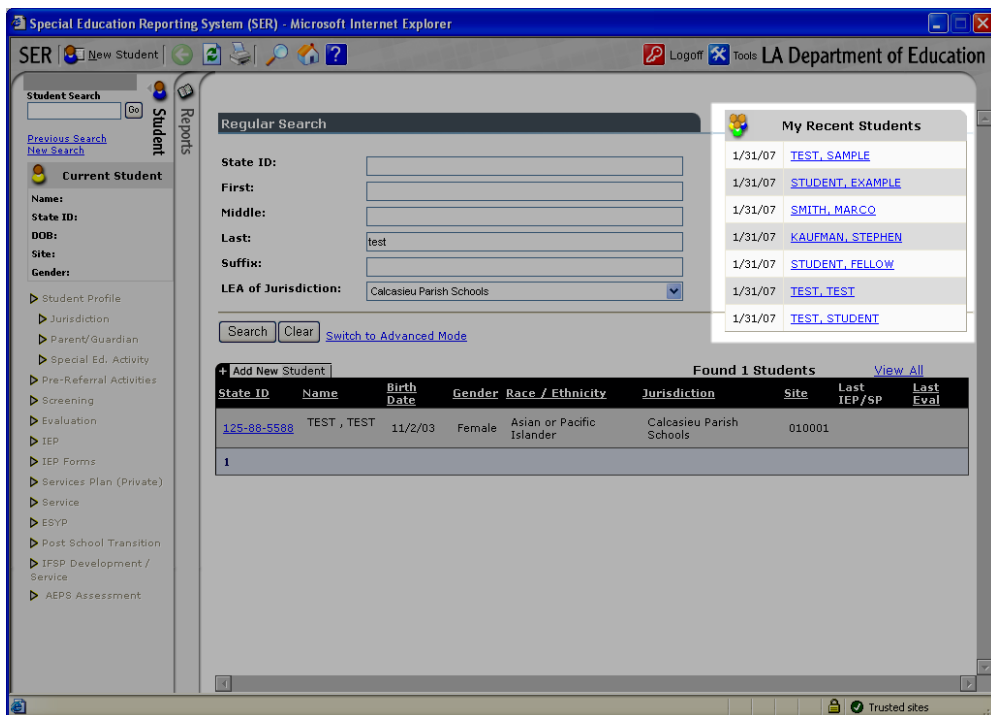 Special Education Reporting System (SER) - Microsoft Internet Explorer
SER New Student Logoff Tools LA Department of Education
Student Search
Go
Previous Search
New Search
Student
Reports
Current Student
Name:
State ID:
DOB:
Site:
Gender:
Student Profile
Jurisdiction
Parent/Guardian
Special Ed. Activity
Pre-Referral Activities
Screening
Evaluation
IEP
IEP Forms
Services Plan (Private)
Service
ESYP
Post School Transition
IFSP Development /
Service
AEPS Assessment
Regular Search
State ID:
First:
Middle:
Last: test
Suffix:
LEA of Jurisdiction: Calcasieu Parish Schools
Search Clear Switch to Advanced Mode
My Recent Students
1/31/07 TEST, SAMPLE
1/31/07 STUDENT, EXAMPLE
1/31/07 SMITH, MARCO
1/31/07 KAUFMAN, STEPHEN
1/31/07 STUDENT, FELLOW
1/31/07 TEST, TEST
1/31/07 TEST, STUDENT
+ Add New Student Found 1 Students View All
State ID Name Birth Date Gender Race / Ethnicity Jurisdiction Site Last IEP/SP Last Eval
125-88-5588 TEST , TEST 11/2/03 Female Asian or Pacific Islander Calcasieu Parish Schools 010001
1
Trusted sites